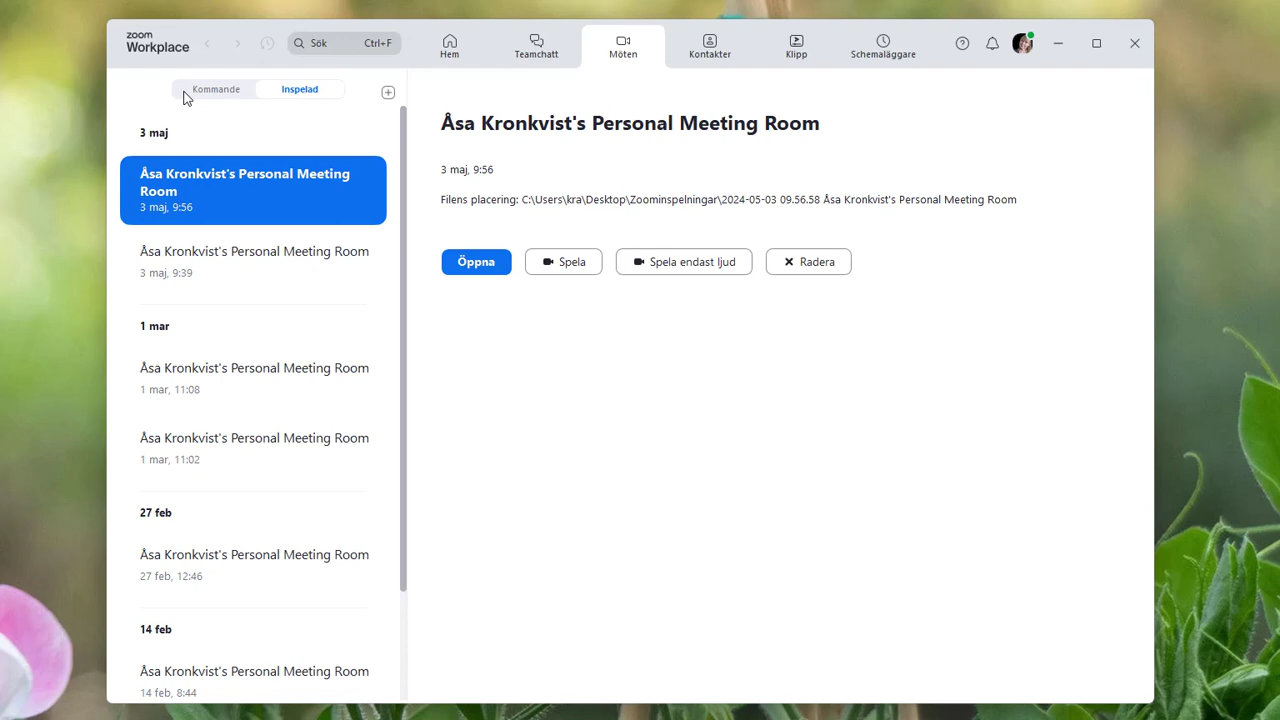 zoom
Workplace
Sök Ctrl+F
Hem
Teamchatt
Möten
Kontakter
Klipp
Schemaläggare
Kommande
Inspelad
3 maj
Åsa Kronkvist's Personal Meeting
Room
3 maj, 9:56
Åsa Kronkvist's Personal Meeting Room
3 maj, 9:39
1 mar
Åsa Kronkvist's Personal Meeting Room
1 mar, 11:08
Åsa Kronkvist's Personal Meeting Room
1 mar, 11:02
27 feb
Åsa Kronkvist's Personal Meeting Room
27 feb, 12:46
14 feb
Åsa Kronkvist's Personal Meeting Room
14 feb, 8:44
Åsa Kronkvist's Personal Meeting Room
3 maj, 9:56
Filens placering: C:\Users\kra\Desktop\Zoominspelningar\2024-05-03 09.56.58 Åsa Kronkvist's Personal Meeting Room
Öppna
Spela
Spela endast ljud
Radera